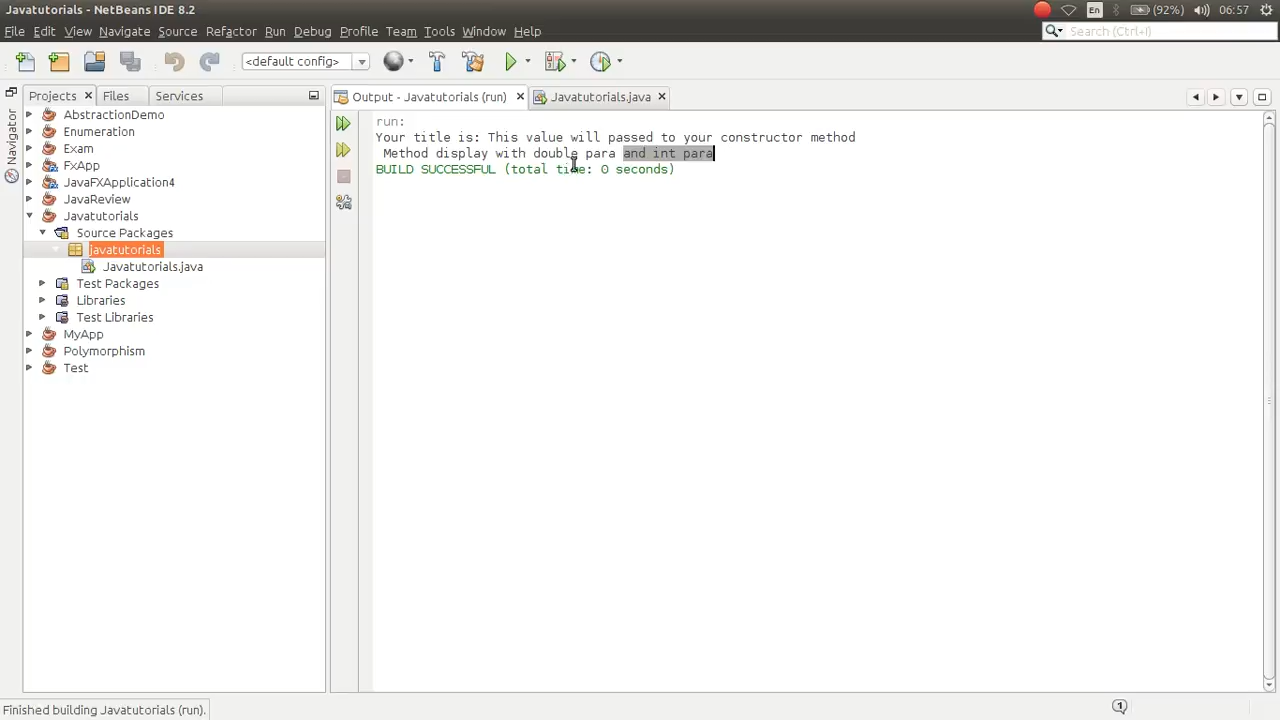 Javatutorials - NetBeans IDE 8.2
En
(92%)
06:57
File Edit View Navigate Source Refactor Run Debug Profile Team Tools Window Help
Search (Ctrl+I)
<default config>
Projects
Files
Services
Output - Javatutorials (run)
Javatutorials.java
Navigator
AbstractionDemo
Enumeration
Exam
FxApp
JavaFXApplication4
JavaReview
Javatutorials
Source Packages
javatutorials
Javatutorials.java
Test Packages
Libraries
Test Libraries
MyApp
Polymorphism
Test
run:
Your title is: This value will passed to your constructor method
Method display with double para and int para
BUILD SUCCESSFUL (total time: 0 seconds)
Finished building Javatutorials (run).
1